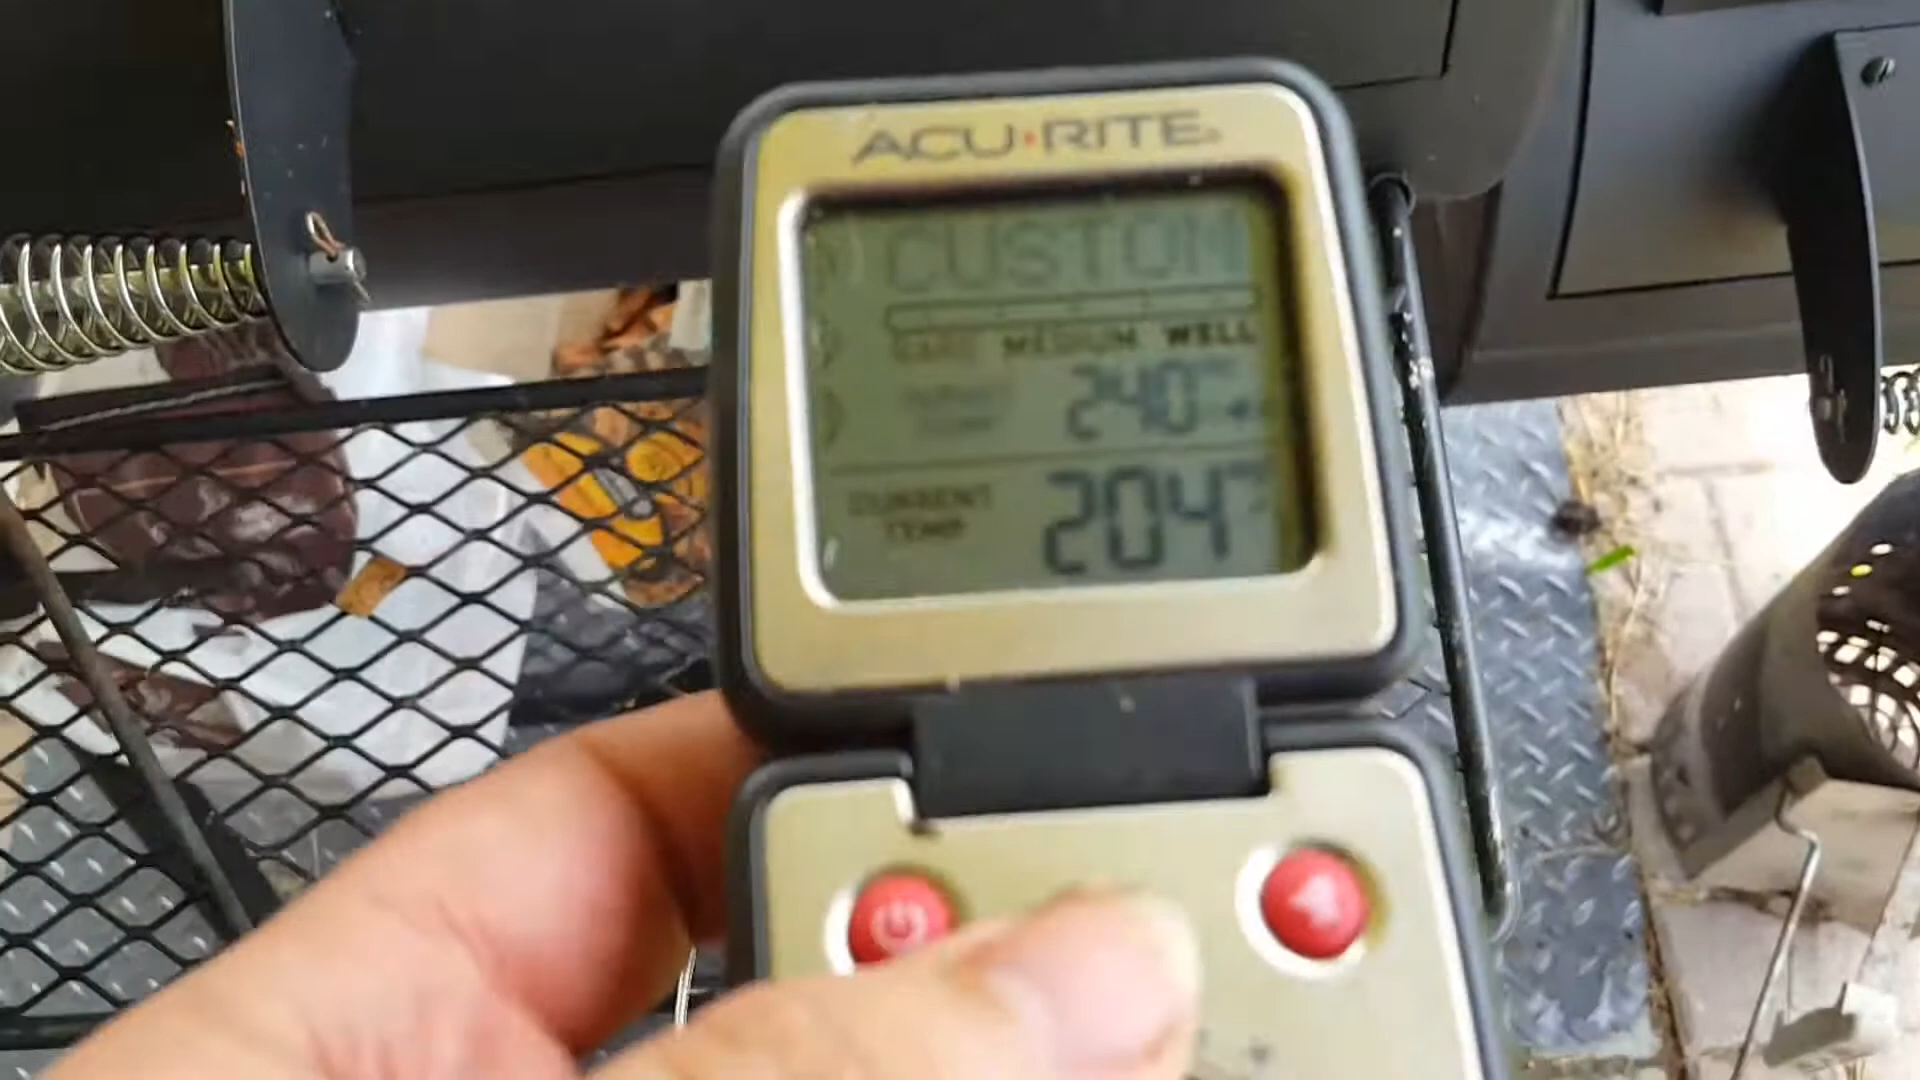 ACU·RITE
CUSTOM
RARE MEDIUM WELL
240°
CURRENT
TEMP
204°